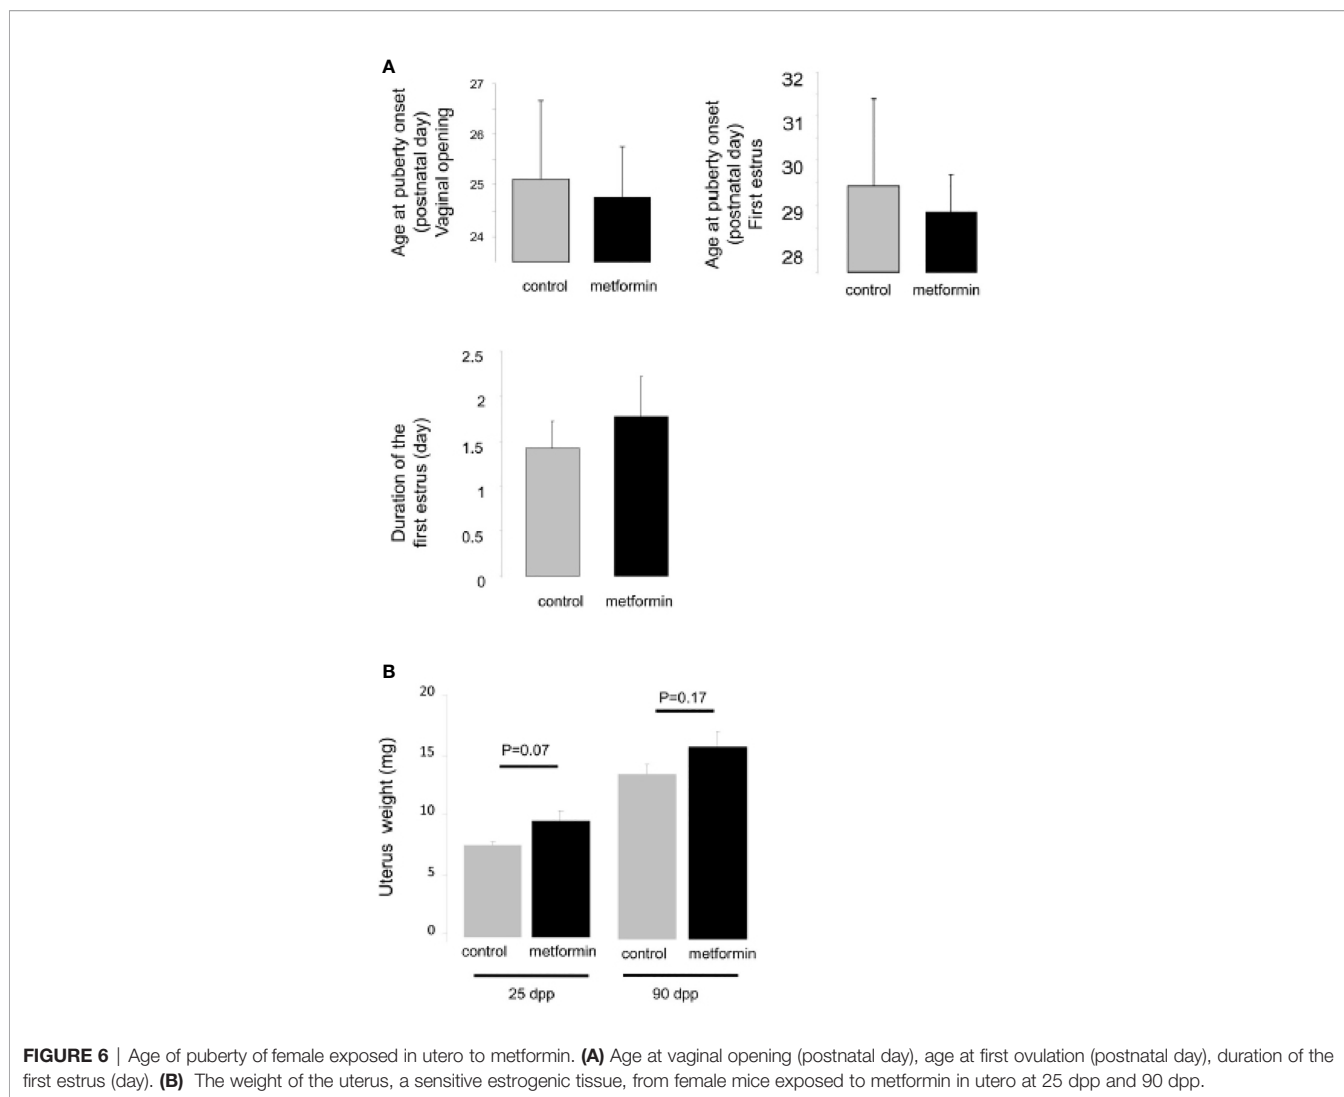 A
Age at puberty onset
(postnatal day)
Vaginal opening
27
26
25
24
control metformin
Age at puberty onset
(postnatal day)
First estrus
32
31
30
29
28
control metformin
Duration of the
first estrus (day)
2.5
2
1.5
1
0.5
0
control metformin
B
Uterus weight (mg)
20
15
10
5
0
P=0.07
P=0.17
control metformin control metformin
25 dpp 90 dpp
FIGURE 6 | Age of puberty of female exposed in utero to metformin. (A) Age at vaginal opening (postnatal day), age at first ovulation (postnatal day), duration of the
first estrus (day). (B) The weight of the uterus, a sensitive estrogenic tissue, from female mice exposed to metformin in utero at 25 dpp and 90 dpp.